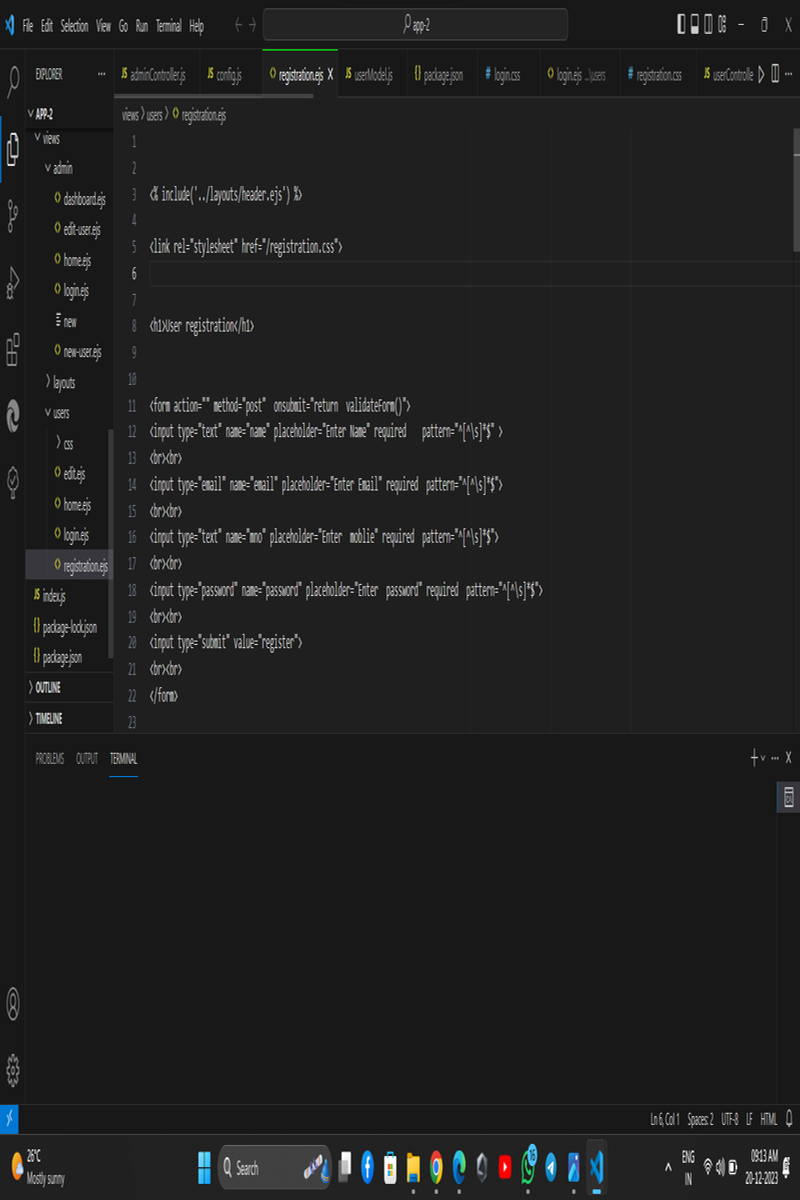 File Edit Selection View Go Run Terminal Help
app-2
EXPLORER
JS adminController.js JS config.js registration.ejs X JS userModel.js {} package.json # login.css login.ejs ...\users # registration.css JS userControlle
APP-2
views > users > registration.ejs
views
admin
dashboard.ejs
edit-user.ejs
home.ejs
login.ejs
new
new-user.ejs
layouts
users
css
edit.ejs
home.ejs
login.ejs
registration.ejs
JS index.js
{} package-lock.json
{} package.json
OUTLINE
TIMELINE
1
2
3 <% include('../layouts/header.ejs') %>
4
5 <link rel="stylesheet" href="/registration.css">
6
7
8 <h1>User registration</h1>
9
10
11 <form action="" method="post" onsubmit="return validateForm()">
12 <input type="text" name="name" placeholder="Enter Name" required pattern="^[^\s]*$" >
13 <br><br>
14 <input type="email" name="email" placeholder="Enter Email" required pattern="^[^\s]*$">
15 <br><br>
16 <input type="text" name="mno" placeholder="Enter moblie" required pattern="^[^\s]*$">
17 <br><br>
18 <input type="password" name="password" placeholder="Enter password" required pattern="^[^\s]*$">
19 <br><br>
20 <input type="submit" value="register">
21 <br><br>
22 </form>
23
PROBLEMS OUTPUT TERMINAL
Ln 6, Col 1 Spaces: 2 UTF-8 LF HTML
26°C
Mostly sunny
Search
16
ENG
IN
09:13 AM
20-12-2023